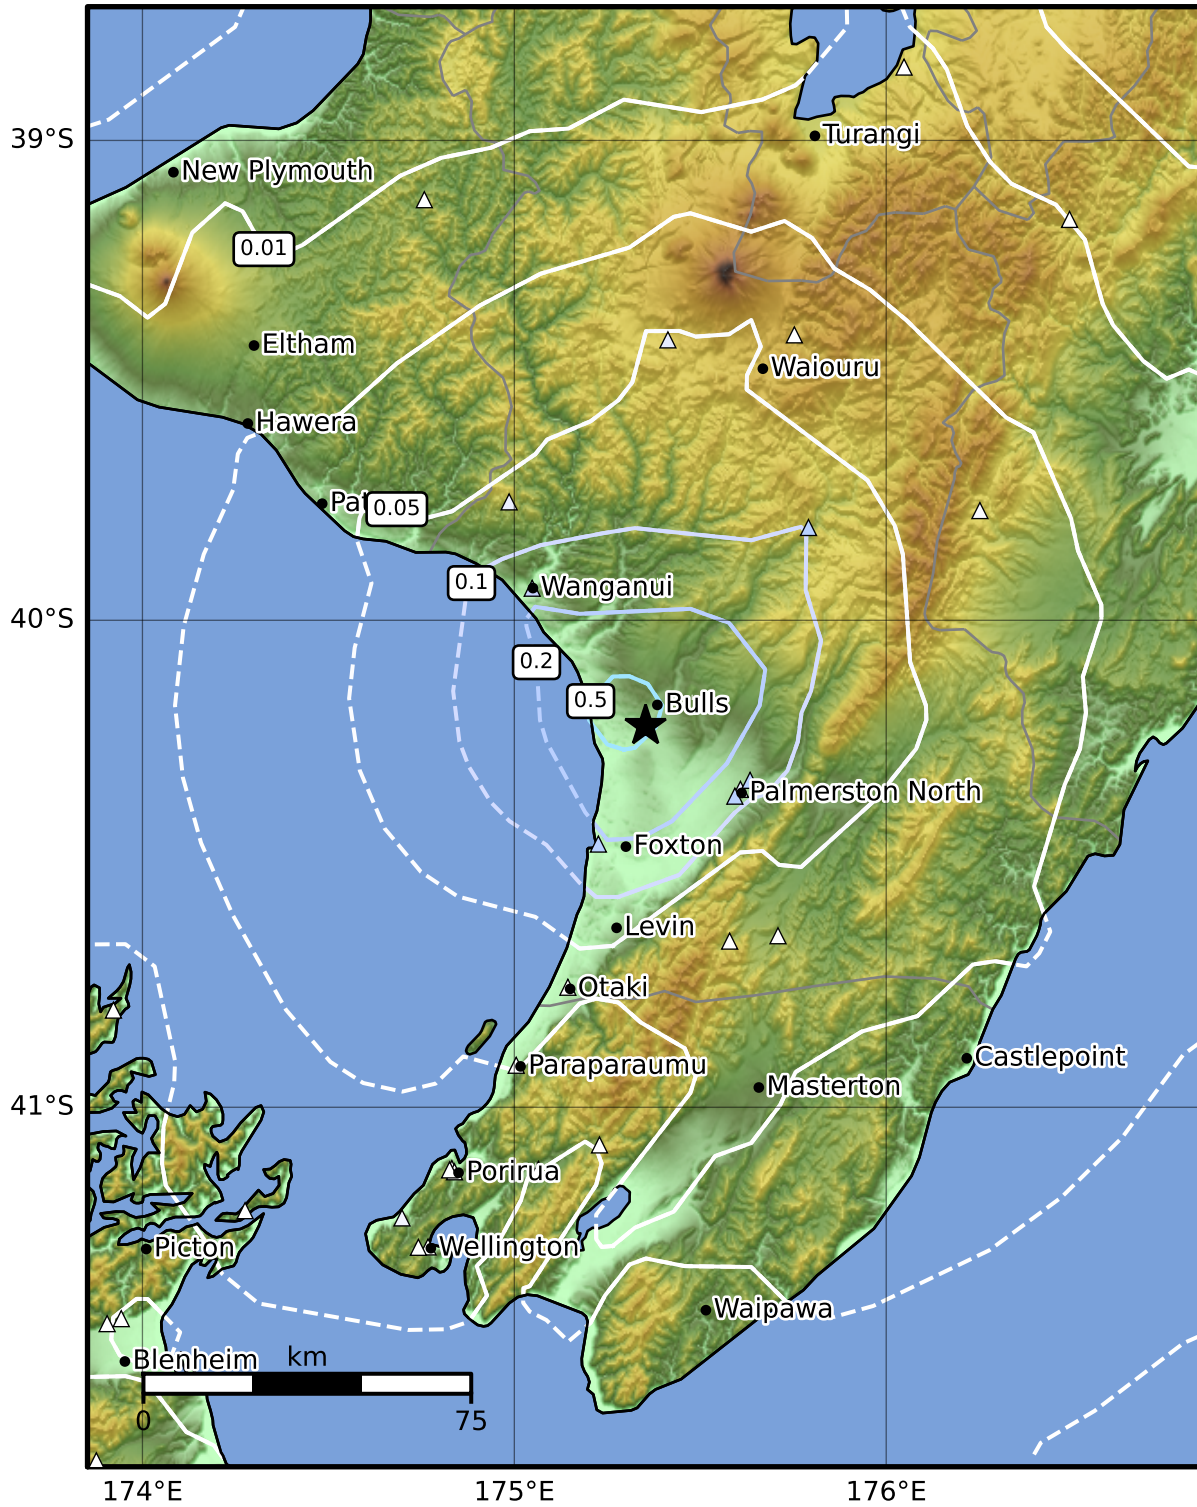 39°S
Turangi
New Plymouth
0.01
Eltham
Waiouru
Hawera
0.05
0.1
Wanganui
40°S
0.2
0.5
Bulls
Palmerston North
Foxton
Levin
Otaki
Paraparaumu
Castlepoint
Masterton
41°S
Porirua
Picton
Wellington
Waipawa
Blenheim
km
0
75
174°E
175°E
176°E